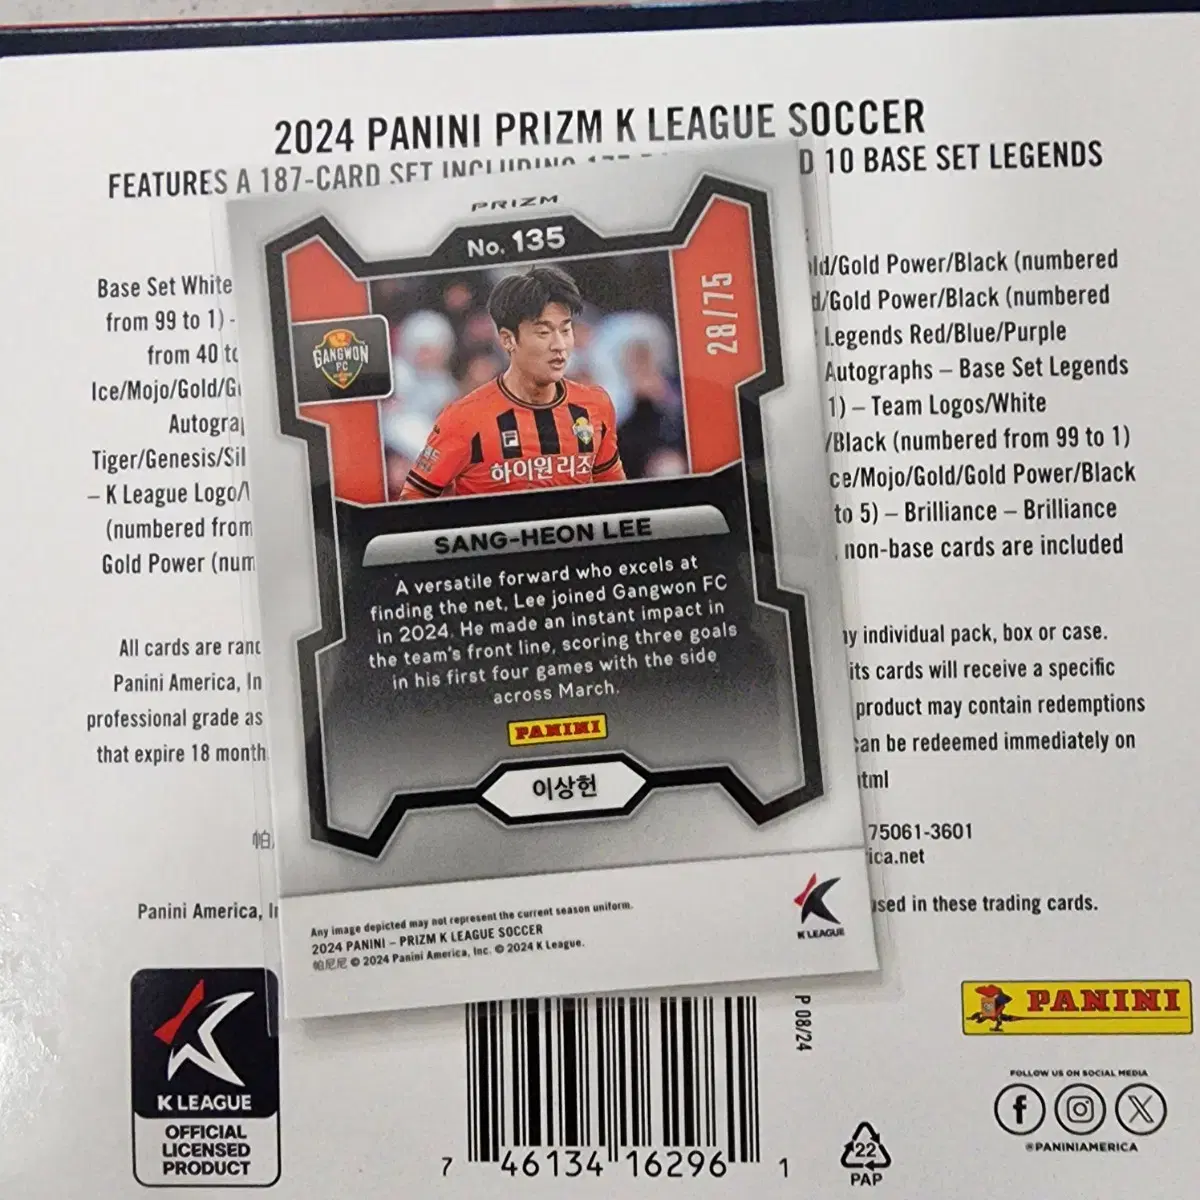 2024 PANINI PRIZM K LEAGUE SOCCER
FEATURES A 187-CARD SET INCLUDING D 10 BASE SET LEGENDS
Base Set White
from 99 to 1) -
from 40 to
Ice/Mojo/Gold/G
Autogra
Tiger/Genesis/Sil
– K League Logo/
(numbered from
Gold Power (num
All cards are ran
Panini America, In
professional grade as
that expire 18 month
帕
Panini America, I
ld/Gold Power/Black (numbered
d/Gold Power/Black (numbered
Legends Red/Blue/Purple
Autographs – Base Set Legends
1) – Team Logos/White
/Black (numbered from 99 to 1)
ce/Mojo/Gold/Gold Power/Black
to 5) – Brilliance – Brilliance
non-base cards are included
y individual pack, box or case.
its cards will receive a specific
product may contain redemptions
can be redeemed immediately on
tml
75061-3601
ica.net
used in these trading cards.
PRIZM
No. 135
28/75
GANGWON
FC
하이원리조
SANG-HEON LEE
A versatile forward who excels at
finding the net, Lee joined Gangwon FC
in 2024. He made an instant impact in
the team's front line, scoring three goals
in his first four games with the side
across March.
PANINI
이상헌
Any image depicted may not represent the current season uniform.
2024 PANINI – PRIZM K LEAGUE SOCCER
帕尼尼 © 2024 Panini America, Inc. © 2024 K League.
K LEAGUE
K LEAGUE
OFFICIAL
LICENSED
PRODUCT
P 08/24
7 46134 16296 1
22
PAP
PANINI
FOLLOW US ON SOCIAL MEDIA
@PANINIAMERICA